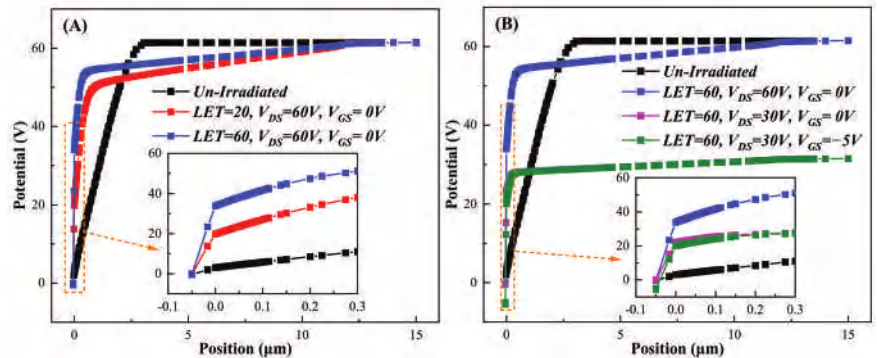 (A)
60
40
20
0
Potential (V)
Un-Irradiated
LET=20, VDS=60V, VGS= 0V
LET=60, VDS=60V, VGS= 0V
60
40
20
0
-0.1 0.0 0.1 0.2 0.3
0 5 10 15
Position (μm)
(B)
60
40
20
0
Potential (V)
Un-Irradiated
LET=60, VDS=60V, VGS= 0V
LET=60, VDS=30V, VGS= 0V
LET=60, VDS=30V, VGS=−5V
60
40
20
0
-0.1 0.0 0.1 0.2 0.3
0 5 10 15
Position (μm)